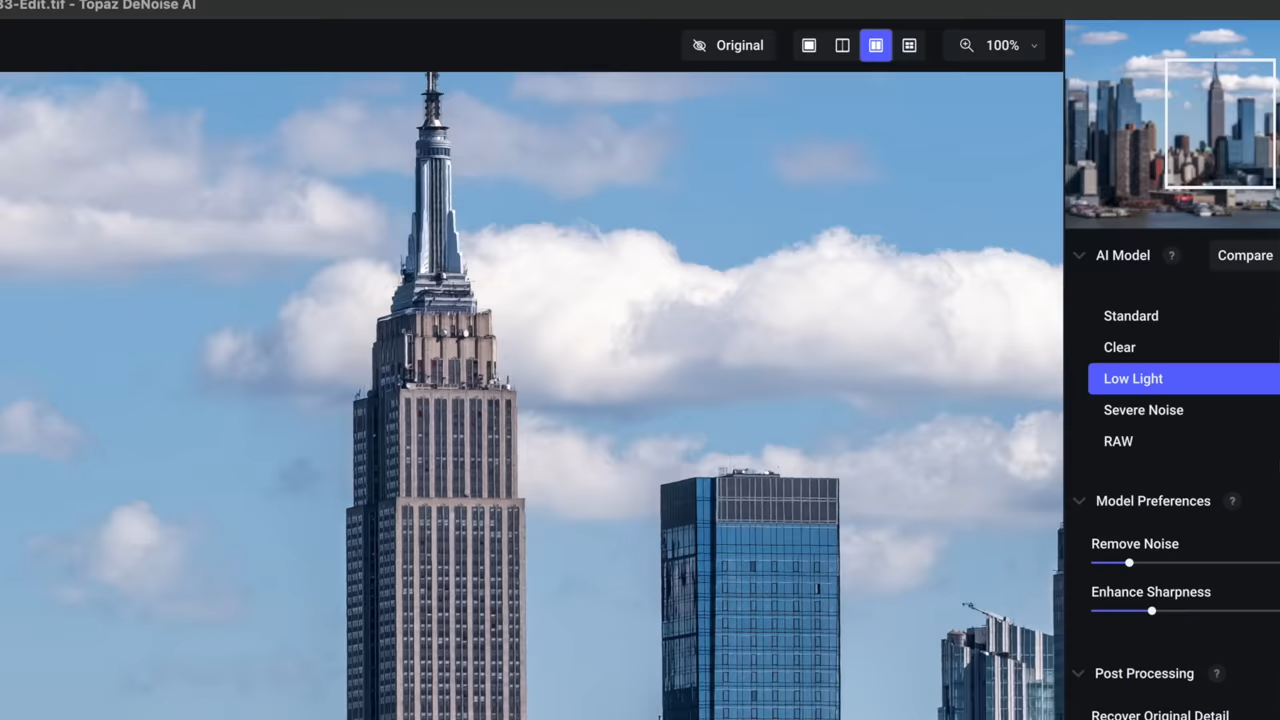 33-Edit.tif - Topaz DeNoise AI
Original
100%
AI Model ?
Compare
Standard
Clear
Low Light
Severe Noise
RAW
Model Preferences ?
Remove Noise
Enhance Sharpness
Post Processing ?
Recover Original Detail